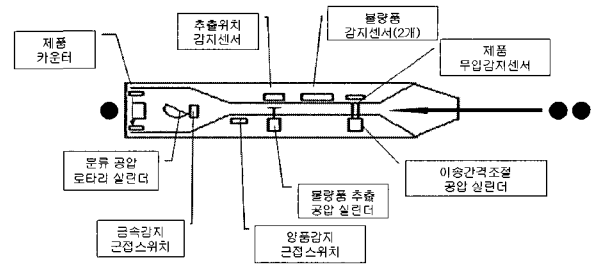 제품
카운터
추출위치
감지센서
불량품
감지센서(2개)
제품
무입감지센서
분류 공압
로타리 실린더
금속감지
근접스위치
양품감지
근접스위치
불량품 추출
공압 실린더
이송간격조절
공압 실린더